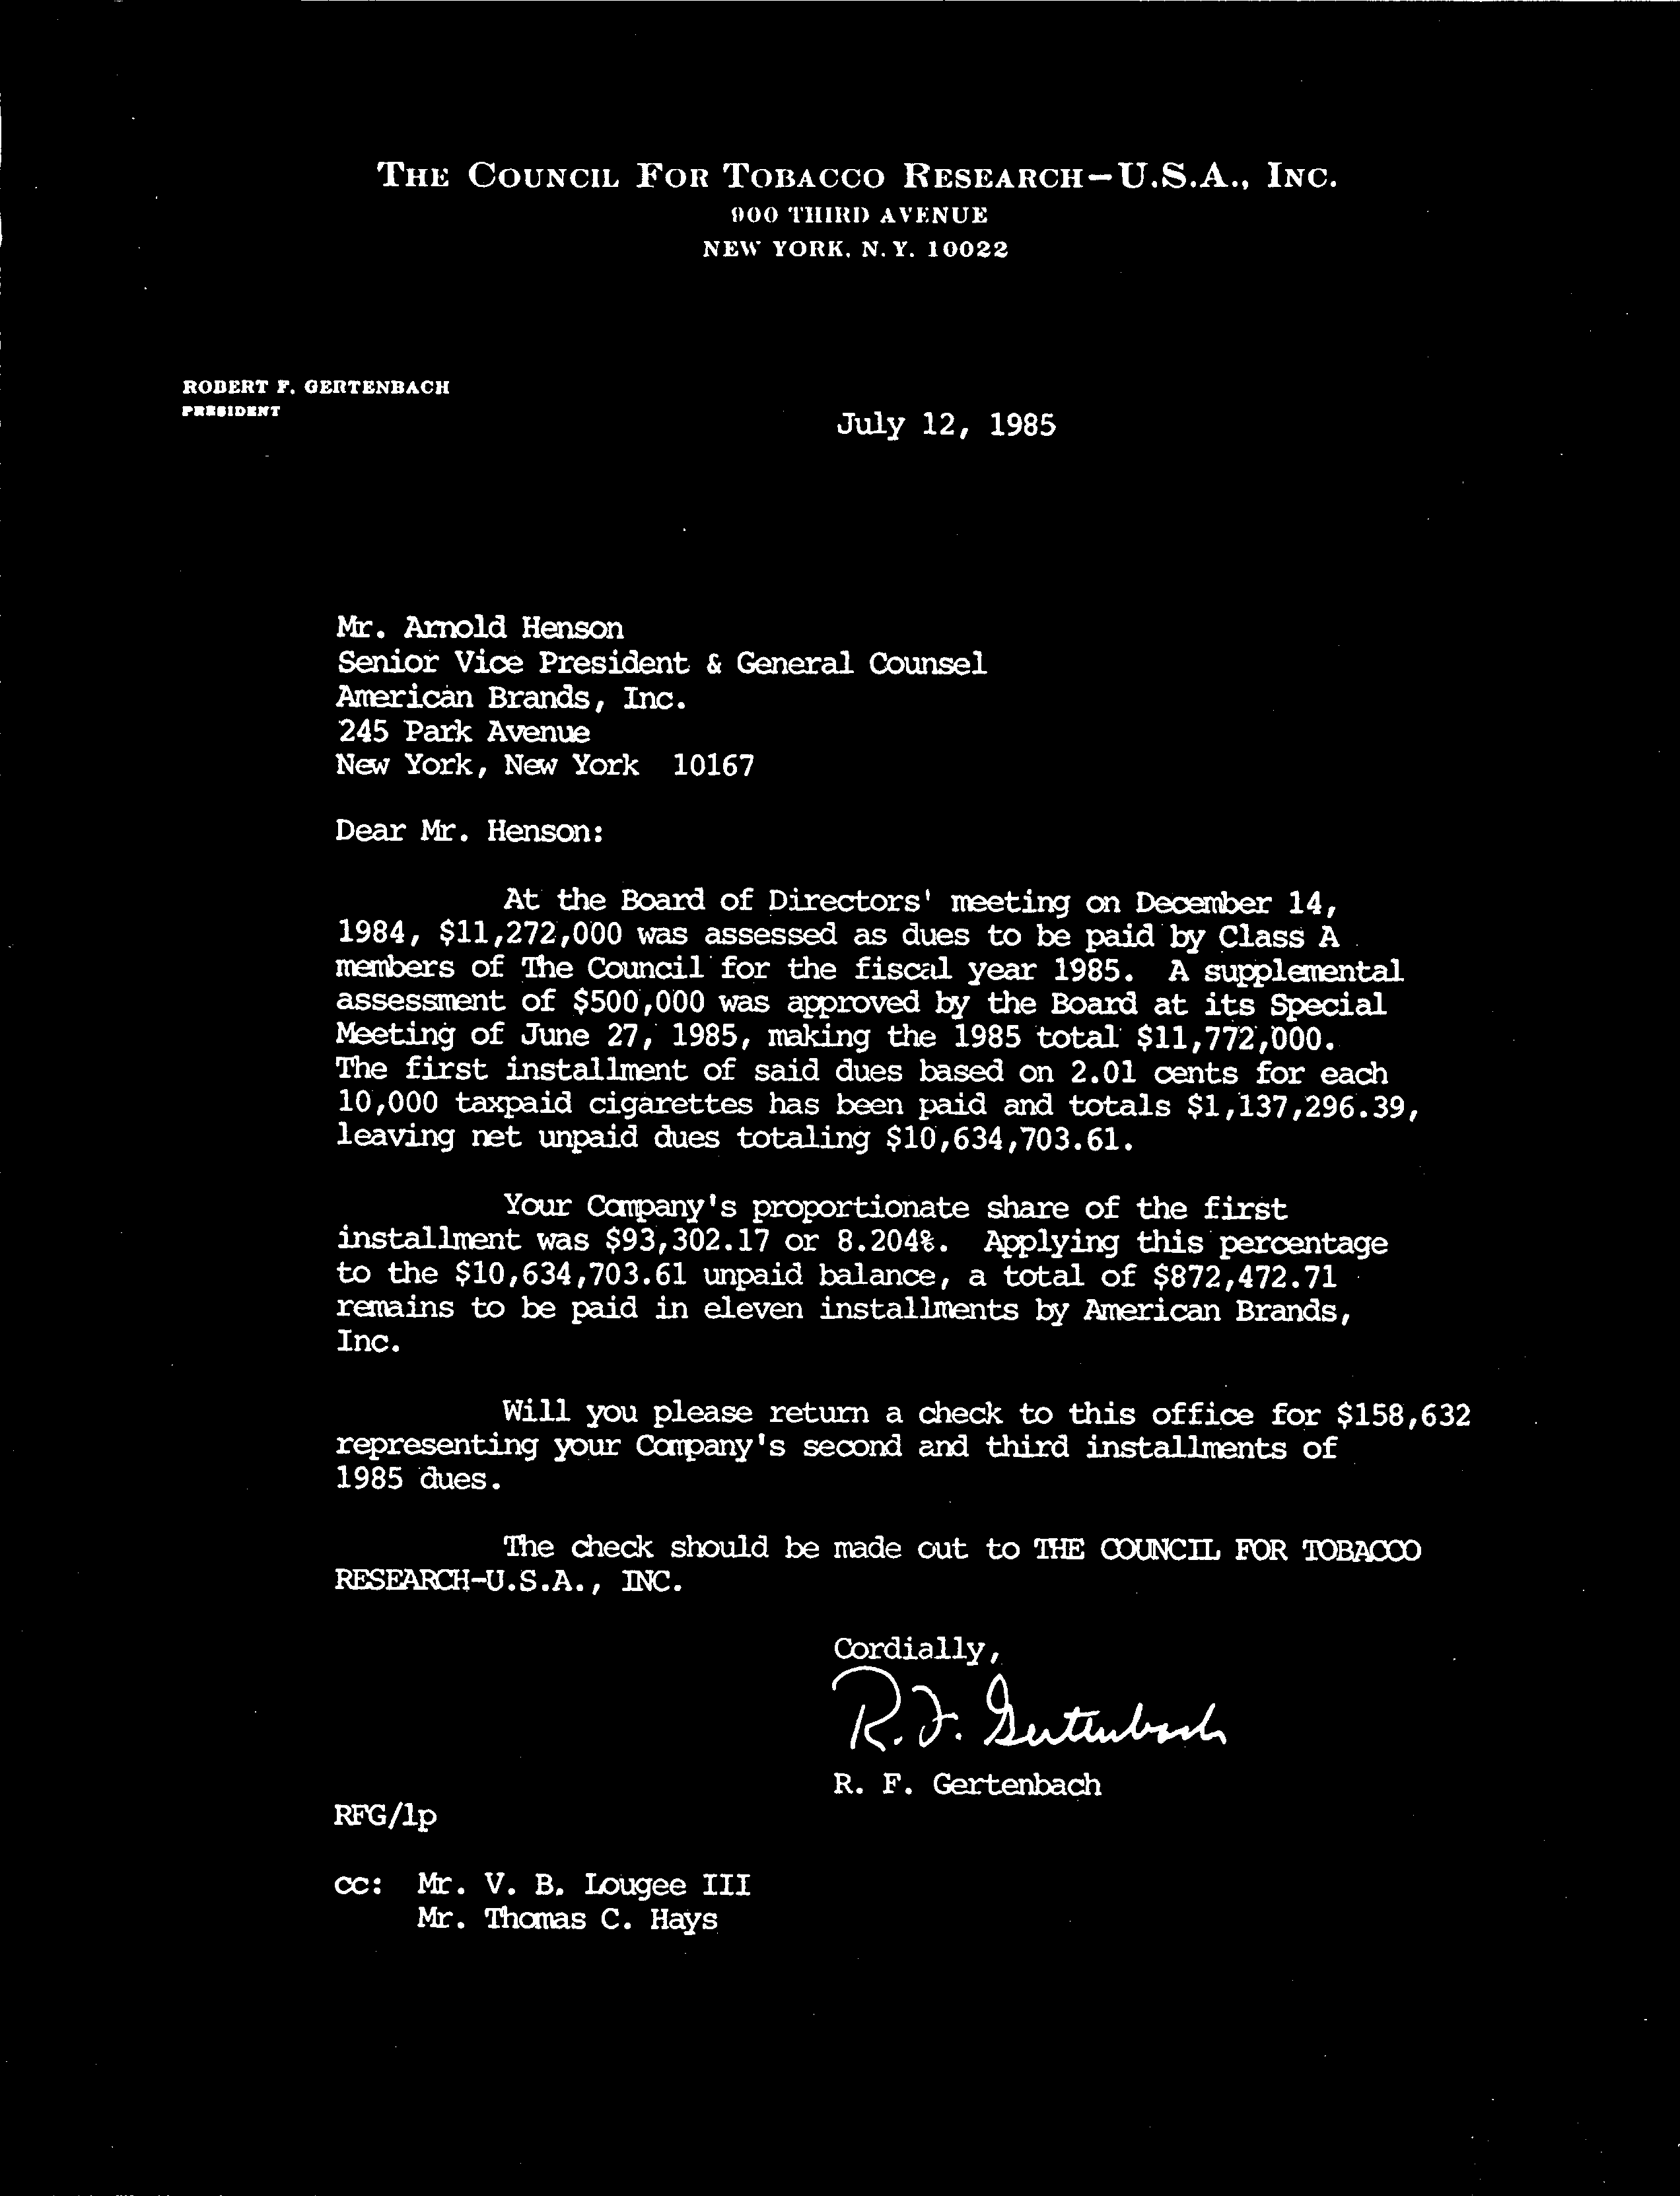 THE COUNCIL FOR TOBACCO RESEARCH—U.S.A., INC.
900 THIRD AVENUE
NEW YORK, N.Y. 10022
ROBERT F. GERTENBACH
PRESIDENT
July 12, 1985
Mr. Arnold Henson
Senior Vice President & General Counsel
American Brands, Inc.
245 Park Avenue
New York, New York 10167
Dear Mr. Henson:
At the Board of Directors' meeting on December 14,
1984, $11,272,000 was assessed as dues to be paid by Class A
members of The Council for the fiscal year 1985. A supplemental
assessment of $500,000 was approved by the Board at its Special
Meeting of June 27, 1985, making the 1985 total $11,772,000.
The first installment of said dues based on 2.01 cents for each
10,000 taxpaid cigarettes has been paid and totals $1,137,296.39,
leaving net unpaid dues totaling $10,634,703.61.
Your Company's proportionate share of the first
installment was $93,302.17 or 8.204%. Applying this percentage
to the $10,634,703.61 unpaid balance, a total of $872,472.71
remains to be paid in eleven installments by American Brands,
Inc.
Will you please return a check to this office for $158,632
representing your Company's second and third installments of
1985 dues.
The check should be made out to THE COUNCIL FOR TOBACCO
RESEARCH-U.S.A., INC.
Cordially,
R. F. Gertenbach
R. F. Gertenbach
RFG/lp
cc: Mr. V. B. Lougee III
Mr. Thomas C. Hays